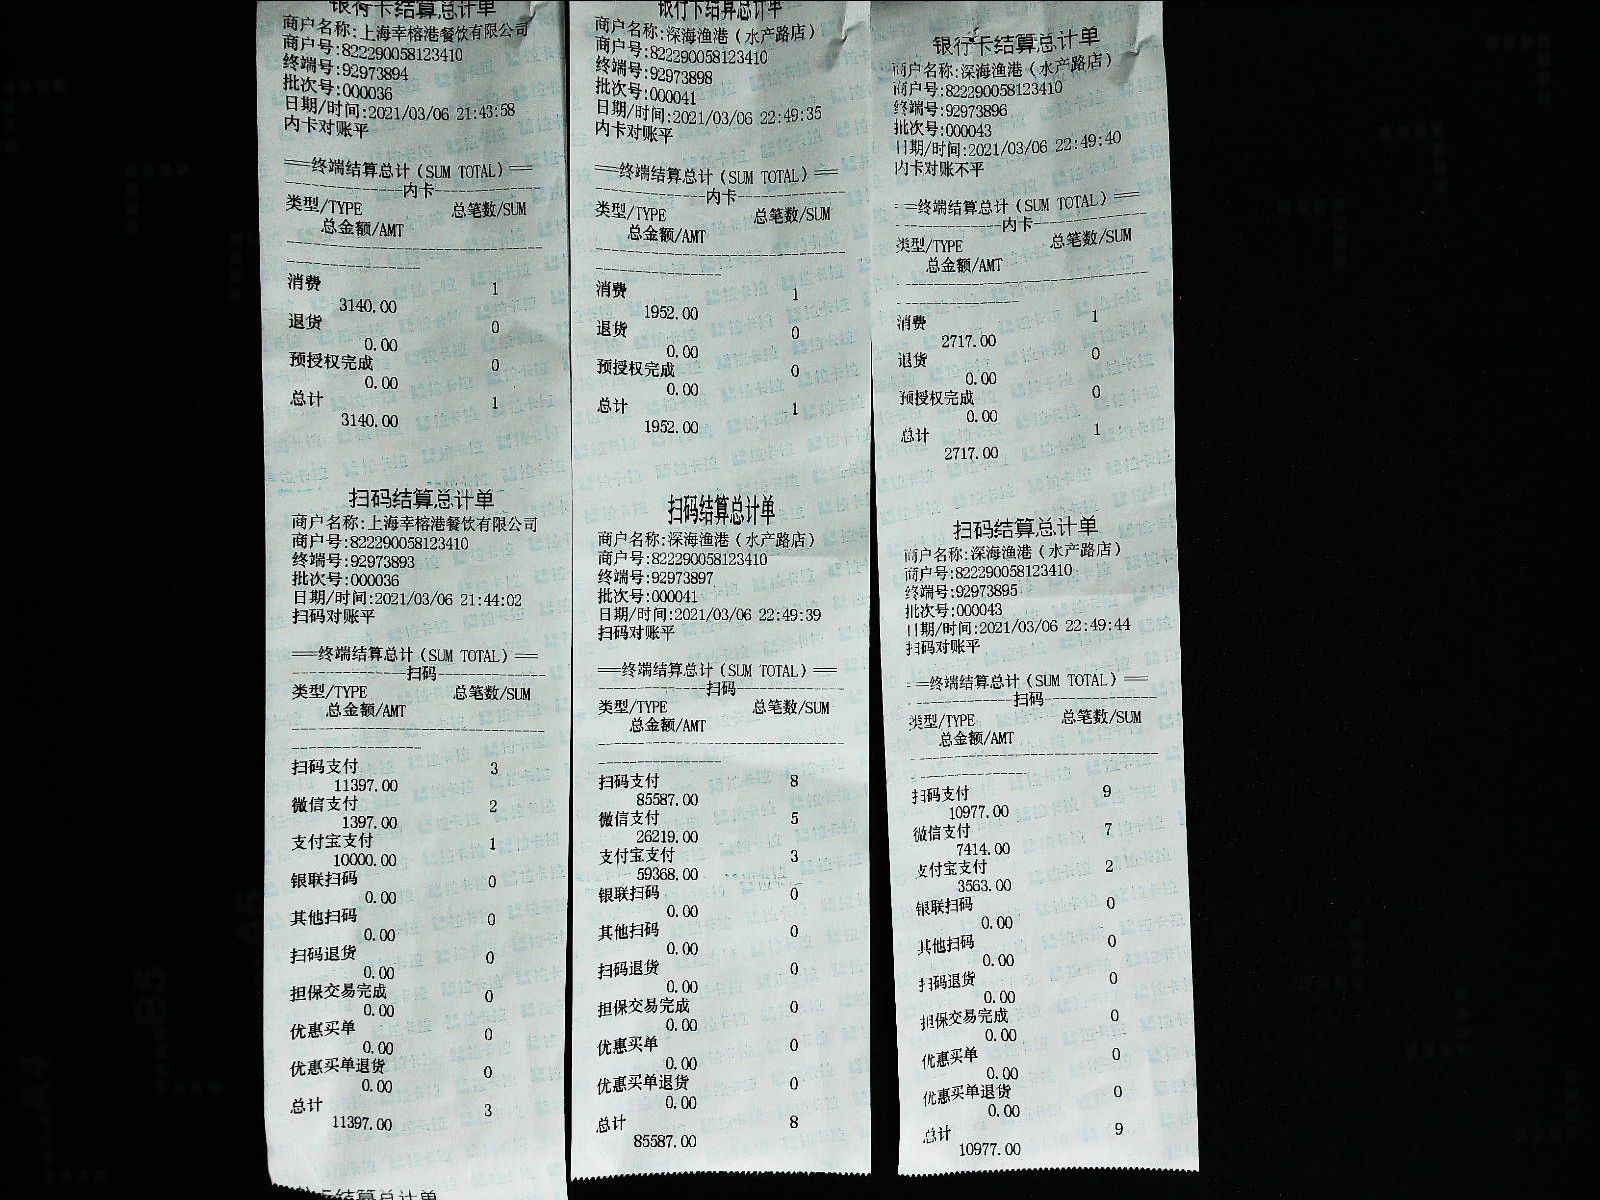 银行卡结算总计单
商户名称:上海幸榕港餐饮有限公司
商户号:822290058123410
终端号:92973894
批次号:000036
日期/时间:2021/03/06 21:43:58
内卡对账平
===终端结算总计(SUM TOTAL)===
内卡
类型/TYPE 总笔数/SUM
总金额/AMT
消费 1
3140.00
退货 0
0.00
预授权完成 0
0.00
总计 1
3140.00
扫码结算总计单
商户名称:上海幸榕港餐饮有限公司
商户号:822290058123410
终端号:92973893
批次号:000036
日期/时间:2021/03/06 21:44:02
扫码对账平
===终端结算总计(SUM TOTAL)===
扫码
类型/TYPE 总笔数/SUM
总金额/AMT
扫码支付 3
11397.00
微信支付 2
1397.00
支付宝支付 1
10000.00
银联扫码 0
0.00
其他扫码 0
0.00
扫码退货 0
0.00
担保交易完成 0
0.00
优惠买单 0
0.00
优惠买单退货 0
0.00
总计 3
11397.00
卡结算总计单
银行卡结算总计单
商户名称:深海渔港(水产路店)
商户号:822290058123410
终端号:92973898
批次号:000041
日期/时间:2021/03/06 22:49:35
内卡对账平
===终端结算总计(SUM TOTAL)===
内卡
类型/TYPE 总笔数/SUM
总金额/AMT
消费 1
1952.00
退货 0
0.00
预授权完成 0
0.00
总计 1
1952.00
扫码结算总计单
商户名称:深海渔港(水产路店)
商户号:822290058123410
终端号:92973897
批次号:000041
日期/时间:2021/03/06 22:49:39
扫码对账平
===终端结算总计(SUM TOTAL)===
扫码
类型/TYPE 总笔数/SUM
总金额/AMT
扫码支付 8
85587.00
微信支付 5
26219.00
支付宝支付 3
59368.00
银联扫码 0
0.00
其他扫码 0
0.00
扫码退货 0
0.00
担保交易完成 0
0.00
优惠买单 0
0.00
优惠买单退货 0
0.00
总计 8
85587.00
银行卡结算总计单
商户名称:深海渔港(水产路店)
商户号:822290058123410
终端号:92973896
批次号:000043
日期/时间:2021/03/06 22:49:40
内卡对账不平
==终端结算总计(SUM TOTAL)===
内卡
类型/TYPE 总笔数/SUM
总金额/AMT
消费 1
2717.00
退货 0
0.00
预授权完成 0
0.00
总计 1
2717.00
扫码结算总计单
商户名称:深海渔港(水产路店)
商户号:822290058123410
终端号:92973895
批次号:000043
日期/时间:2021/03/06 22:49:44
扫码对账平
==终端结算总计(SUM TOTAL)===
扫码
类型/TYPE 总笔数/SUM
总金额/AMT
扫码支付 9
10977.00
微信支付 7
7414.00
支付宝支付 2
3563.00
银联扫码 0
0.00
其他扫码 0
0.00
扫码退货 0
0.00
担保交易完成 0
0.00
优惠买单 0
0.00
优惠买单退货 0
0.00
总计 9
10977.00